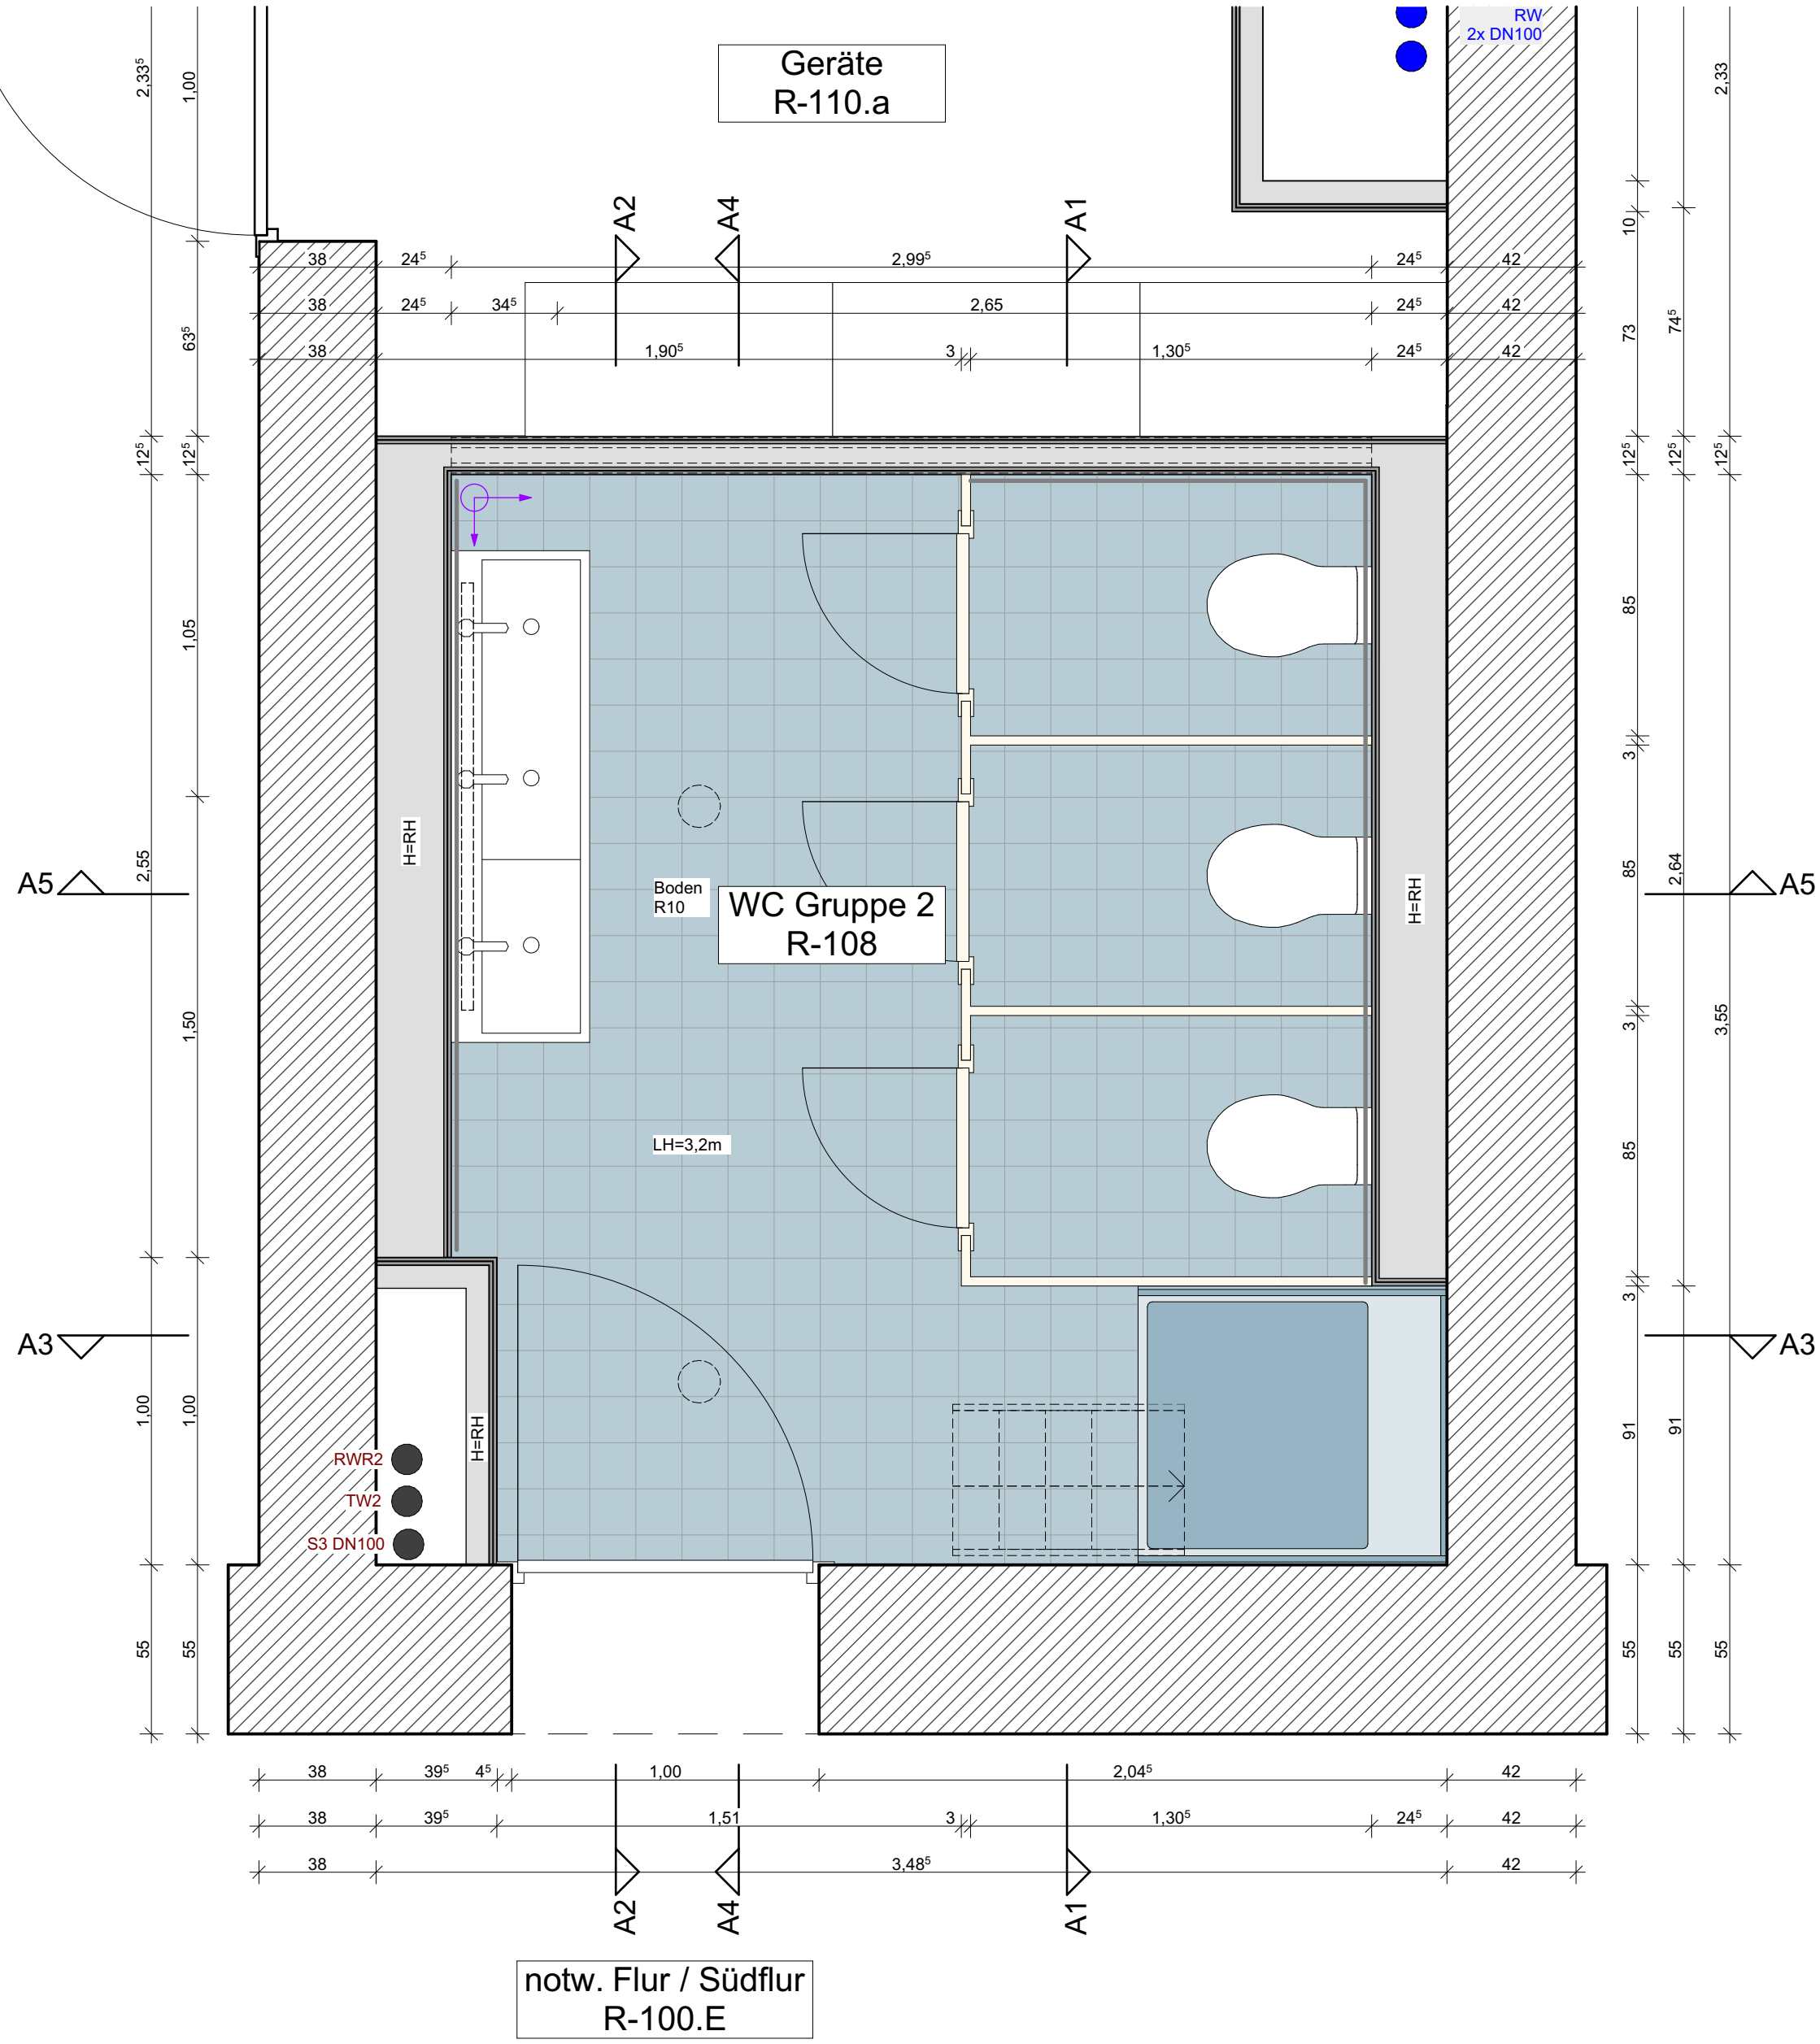 RW
2x DN100
Geräte
R-110.a
2,33⁵
1,00
2,33
A2
A4
A1
10
38
24⁵
2,99⁵
24⁵
42
38
24⁵
34⁵
2,65
24⁵
42
63⁵
73
74⁵
38
1,90⁵
3
1,30⁵
24⁵
42
12⁵
12⁵
12⁵
12⁵
12⁵
1,05
85
3
H=RH
2,55
A5
Boden
R10
WC Gruppe 2
R-108
H=RH
85
2,64
A5
1,50
3
3,55
LH=3,2m
85
3
A3
A3
1,00
1,00
H=RH
91
91
RWR2
TW2
S3 DN100
55
55
55
55
55
38
39⁵
4⁵
1,00
2,04⁵
42
38
39⁵
1,51
3
1,30⁵
24⁵
42
38
3,48⁵
42
A2
A4
A1
notw. Flur / Südflur
R-100.E